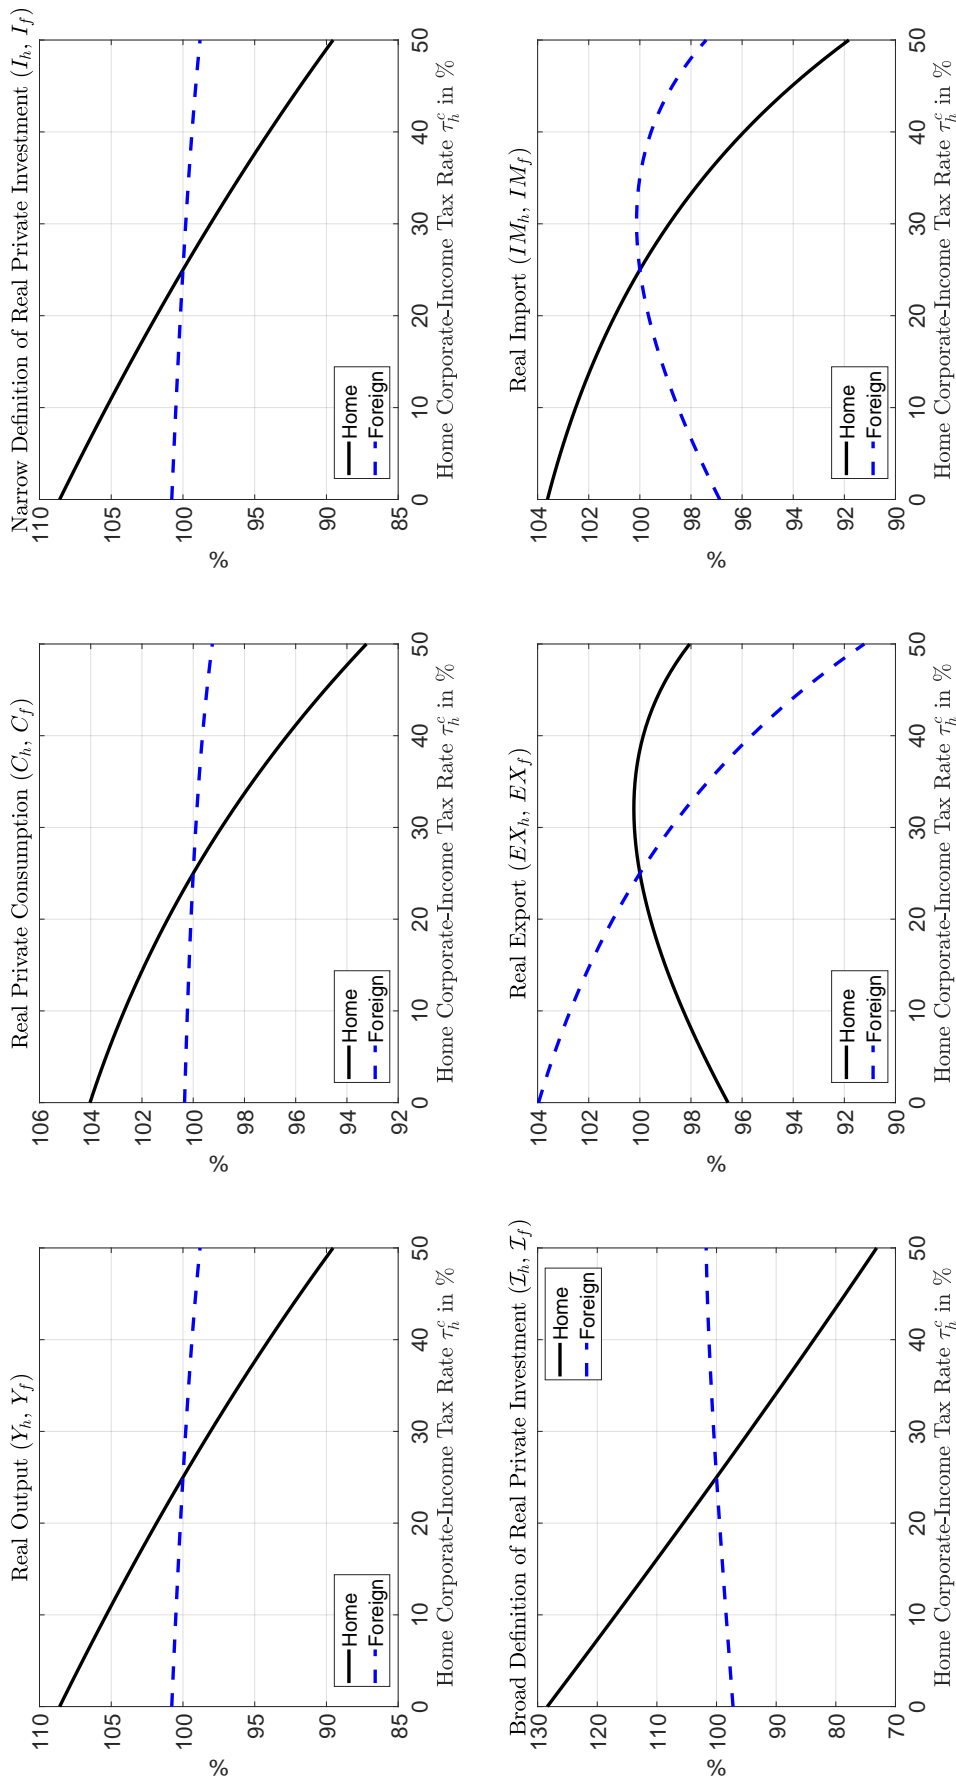 Real Output (Y_h, Y_f)
110
105
100
95
90
85
%
0 10 20 30 40 50
Home Corporate-Income Tax Rate τ_h^c in %
Home
Foreign
Real Private Consumption (C_h, C_f)
106
104
102
100
98
96
94
92
%
0 10 20 30 40 50
Home Corporate-Income Tax Rate τ_h^c in %
Home
Foreign
Narrow Definition of Real Private Investment (I_h, I_f)
110
105
100
95
90
85
%
0 10 20 30 40 50
Home Corporate-Income Tax Rate τ_h^c in %
Home
Foreign
Broad Definition of Real Private Investment (ℐ_h, ℐ_f)
130
120
110
100
90
80
70
%
0 10 20 30 40 50
Home Corporate-Income Tax Rate τ_h^c in %
Home
Foreign
Real Export (EX_h, EX_f)
104
102
100
98
96
94
92
90
%
0 10 20 30 40 50
Home Corporate-Income Tax Rate τ_h^c in %
Home
Foreign
Real Import (IM_h, IM_f)
104
102
100
98
96
94
92
90
%
0 10 20 30 40 50
Home Corporate-Income Tax Rate τ_h^c in %
Home
Foreign